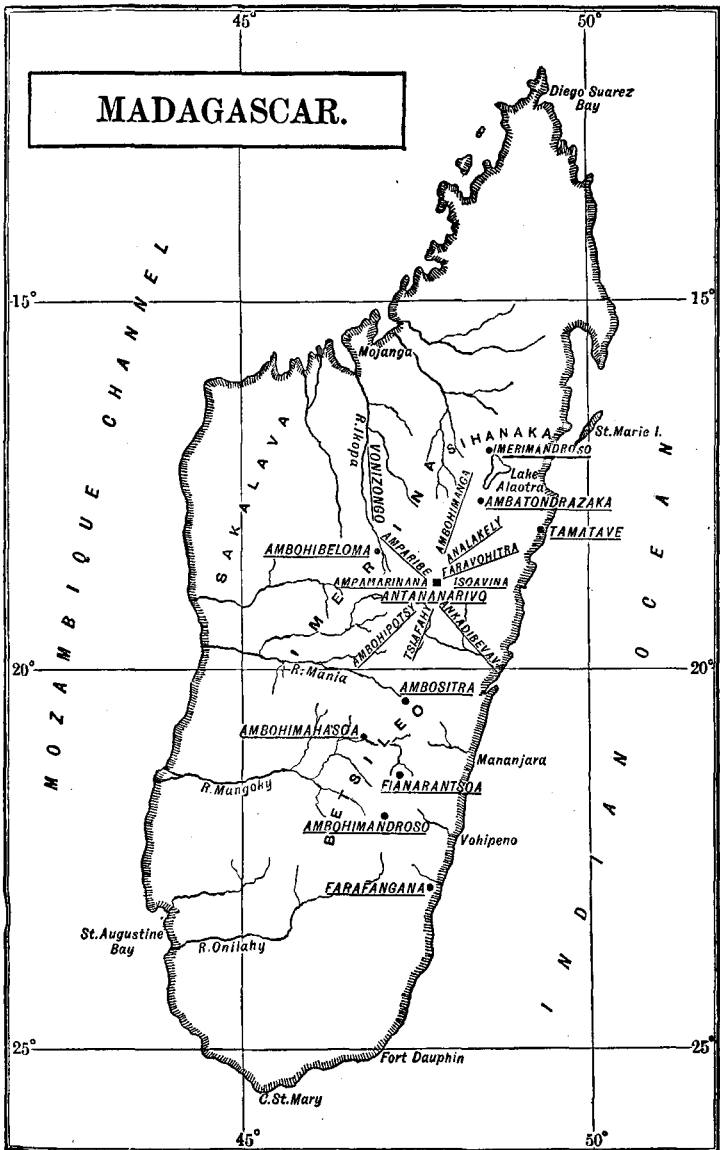 45°
50°
MADAGASCAR.
Diego Suarez
Bay
MOZAMBIQUE CHANNEL
15°
15°
Mojanga
St. Marie I.
SIHANAKA
IMERIMANDROSO
Lake
Alaotra
R. Ikopa
VONIZONGO
SAKALAVA
IMERINA
AMBOHIMANGA
AMBATONDRAZAKA
ANALAKELY
TAMATAVE
FARAVOHITRA
AMBOHIBELOMA
AMPARIBE
AMPAMARINANA
ISOAVINA
ANTANANARIVO
AMBOHIPOTSY
TSIAFAHY
ANKADIBEVAVA
INDIAN OCEAN
20°
20°
R. Mania
AMBOSITRA
AMBOHIMAHASOA
BETSILEO
Mananjara
R. Mangoky
FIANARANTSOA
AMBOHIMANDROSO
Vohipeno
FARAFANGANA
St. Augustine
Bay
R. Onilahy
25°
25°
Fort Dauphin
C. St. Mary
45°
50°